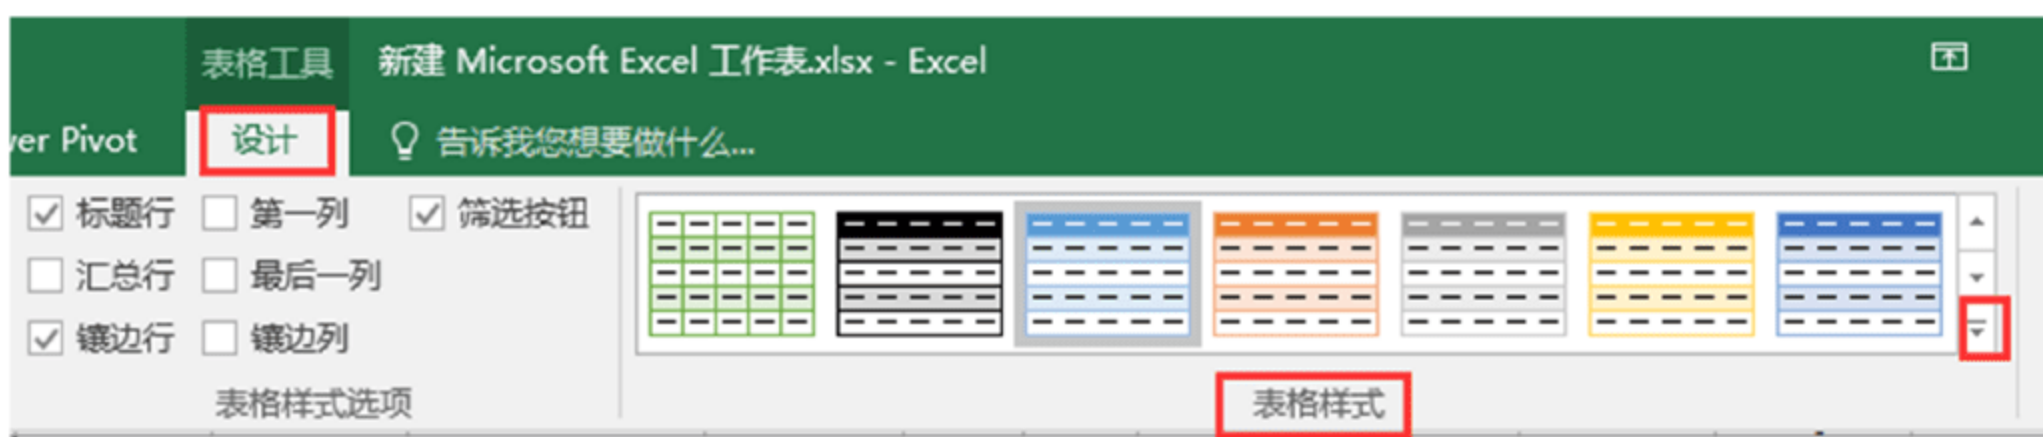 表格工具 新建 Microsoft Excel 工作表.xlsx - Excel
er Pivot 设计 告诉我您想要做什么...
标题行 第一列 筛选按钮
汇总行 最后一列
镶边行 镶边列
表格样式选项 表格样式